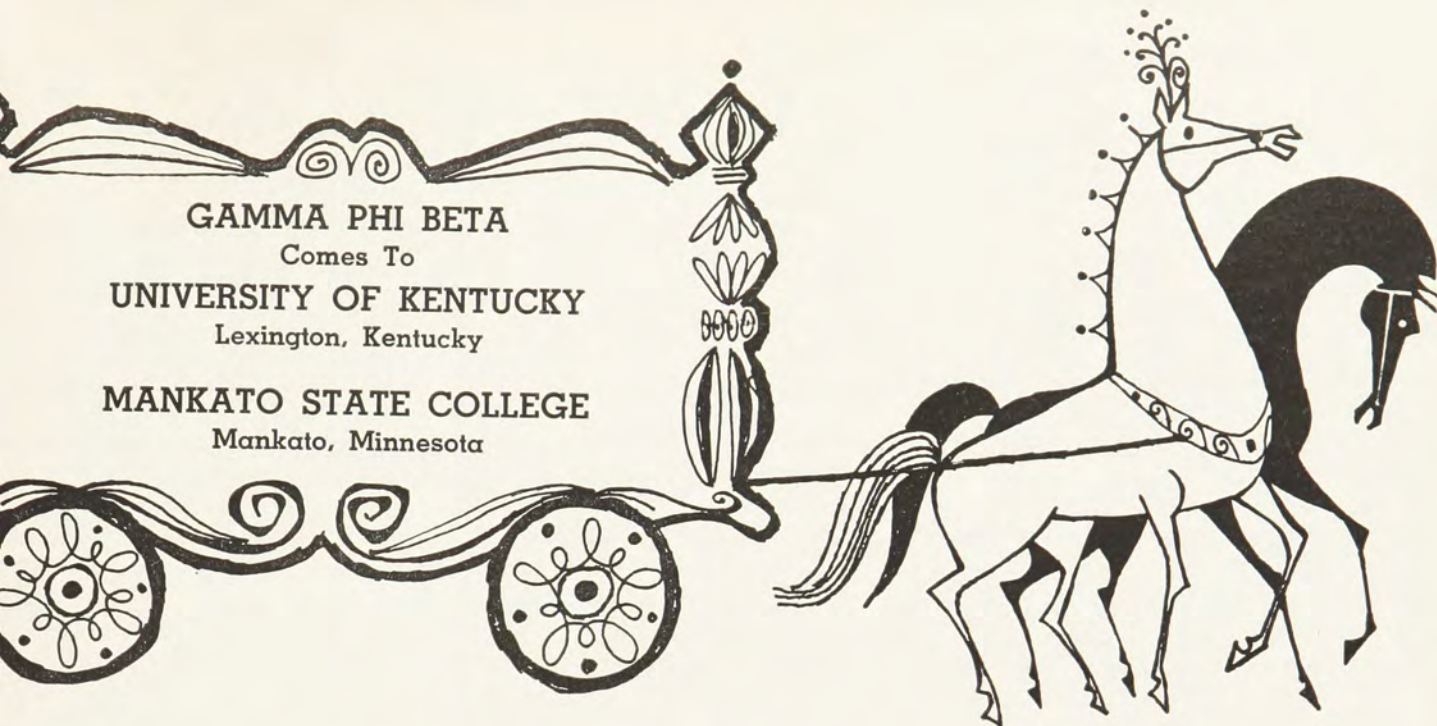 GAMMA PHI BETA
Comes To
UNIVERSITY OF KENTUCKY
Lexington, Kentucky
MANKATO STATE COLLEGE
Mankato, Minnesota